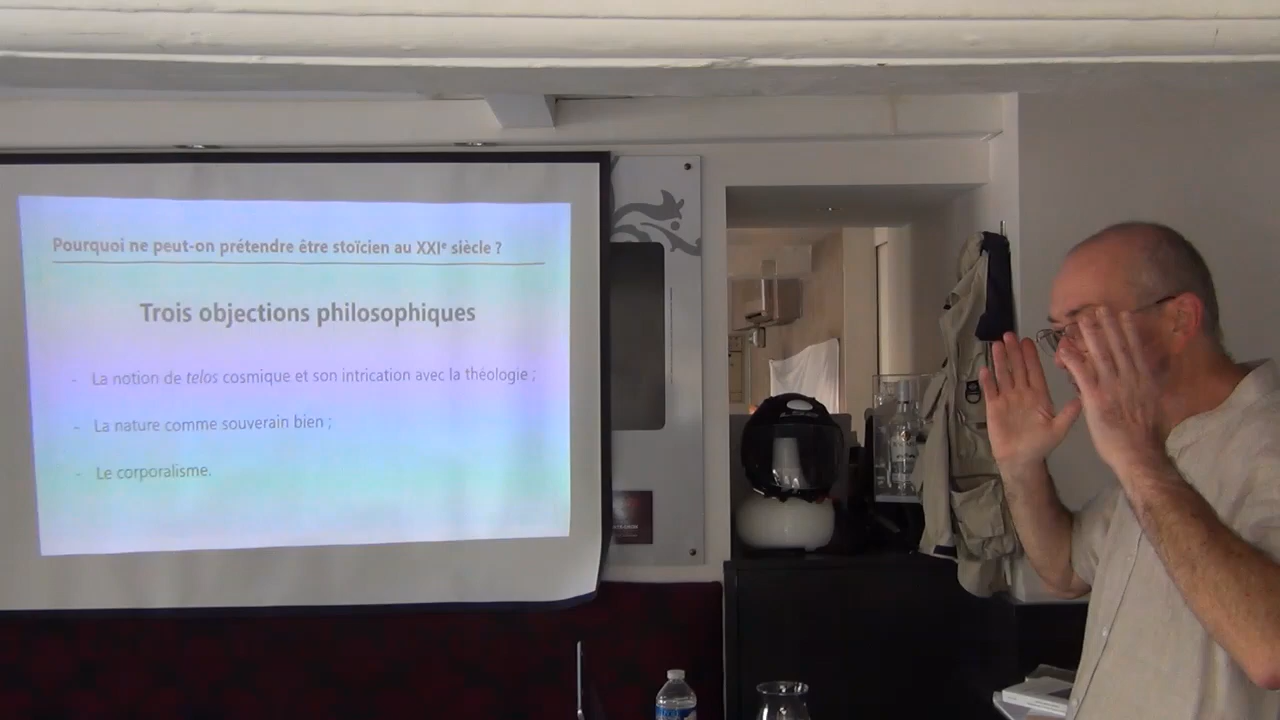 Pourquoi ne peut-on prétendre être stoïcien au XXIe siècle ?
Trois objections philosophiques
- La notion de telos cosmique et son intrication avec la théologie ;
- La nature comme souverain bien ;
- Le corporalisme.